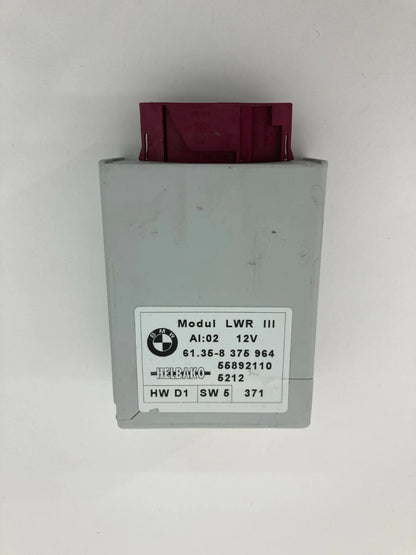 BMW
Modul LWR III
AI:02 12V
61.35-8 375 964
55892110
HELBAKO 5212
HW D1 SW 5 371